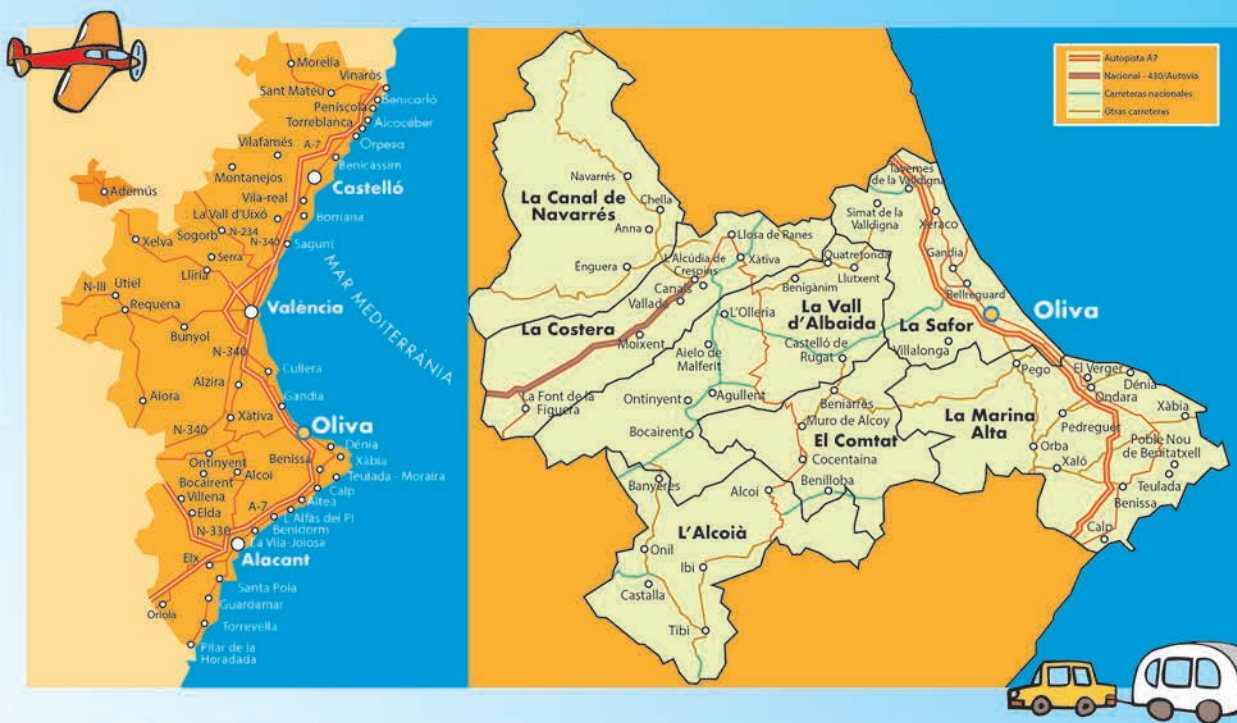 Morella
Vinaròs
Sant Mateu
Benicarló
Peníscola
Torreblanca
Alcocéber
A-7
Orpesa
Vilafamés
Benicàssim
Montanejos
Castelló
Ademús
Vila-real
La Vall d'Uixó
Borriana
Sogorb
N-234
N-340
Xelva
Sagunt
Serra
Llíria
MAR MEDITERRÀNIA
N-III
Utiel
Requena
València
Bunyol
N-340
Cullera
Alzira
Aiora
Gandia
Xàtiva
N-340
Oliva
Dénia
Benissa
Xàbia
Ontinyent
Alcoi
Teulada - Moraira
Bocairent
Calp
Villena
Altea
Elda
A-7
L'Alfàs del Pí
N-330
Benidorm
La Vila-Joiosa
Elx
Alacant
Santa Pola
Oriola
Guardamar
Torrevella
Pilar de la
Horadada
Autopista A7
Nacional - 430/Autovia
Carreteras nacionales
Otras carreteras
Navarrés
La Canal de
Navarrés
Chella
Anna
Énguera
Tavernes
de la Valldigna
Simat de la
Valldigna
Xeraco
Gandia
Llosa de Ranes
L'Alcúdia de
Crespins
Xàtiva
Quatretonda
Llutxent
Canals
Vallada
Benigànim
Bellreguard
Oliva
La Costera
L'Olleria
La Vall
d'Albaida
La Safor
Moixent
Aielo de
Malferit
Castelló de
Rugat
Villalonga
Pego
El Verger
Dénia
Ondara
La Font de la
Figuera
Ontinyent
Agullent
Beniarrés
Xàbia
La Marina
Alta
Pedreguer
Muro de Alcoy
El Comtat
Bocairent
Orba
Poble Nou
de Benitatxell
Cocentaina
Xaló
Teulada
Banyeres
Alcoi
Benilloba
Benissa
L'Alcoià
Calp
Onil
Ibi
Castalla
Tibi